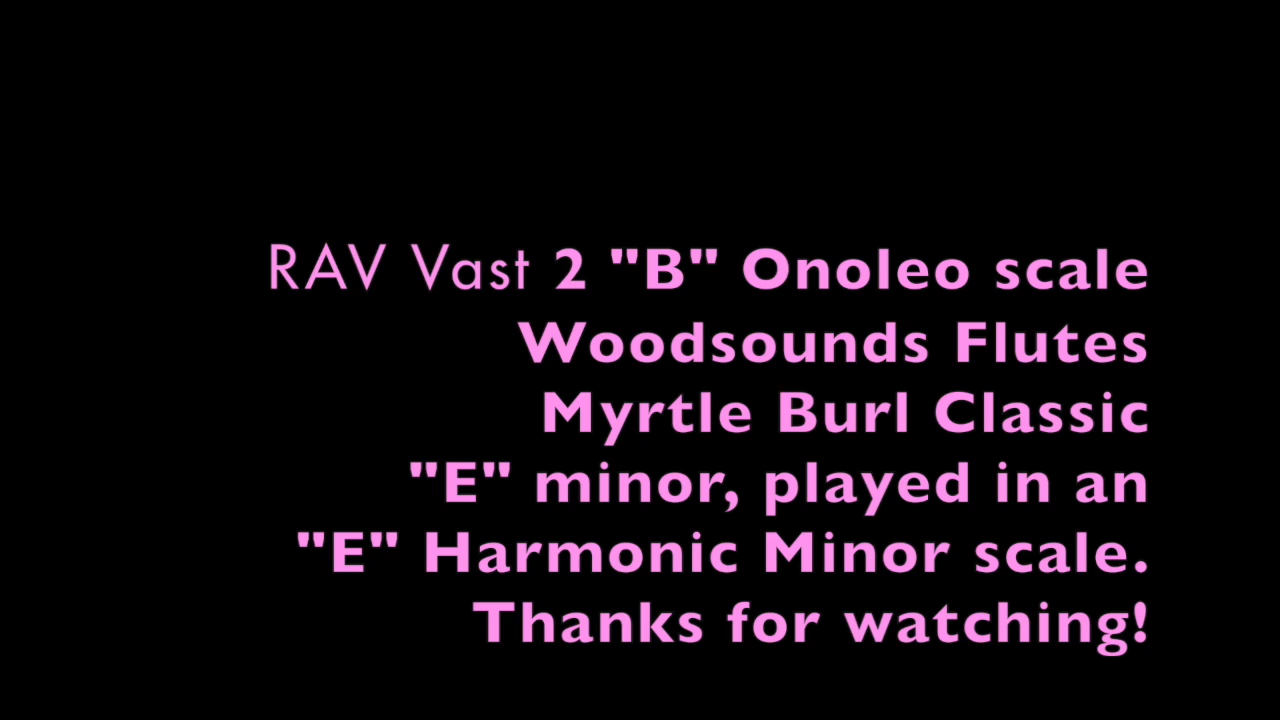 RAV Vast 2 "B" Onoleo scale
Woodsounds Flutes
Myrtle Burl Classic
"E" minor, played in an
"E" Harmonic Minor scale.
Thanks for watching!